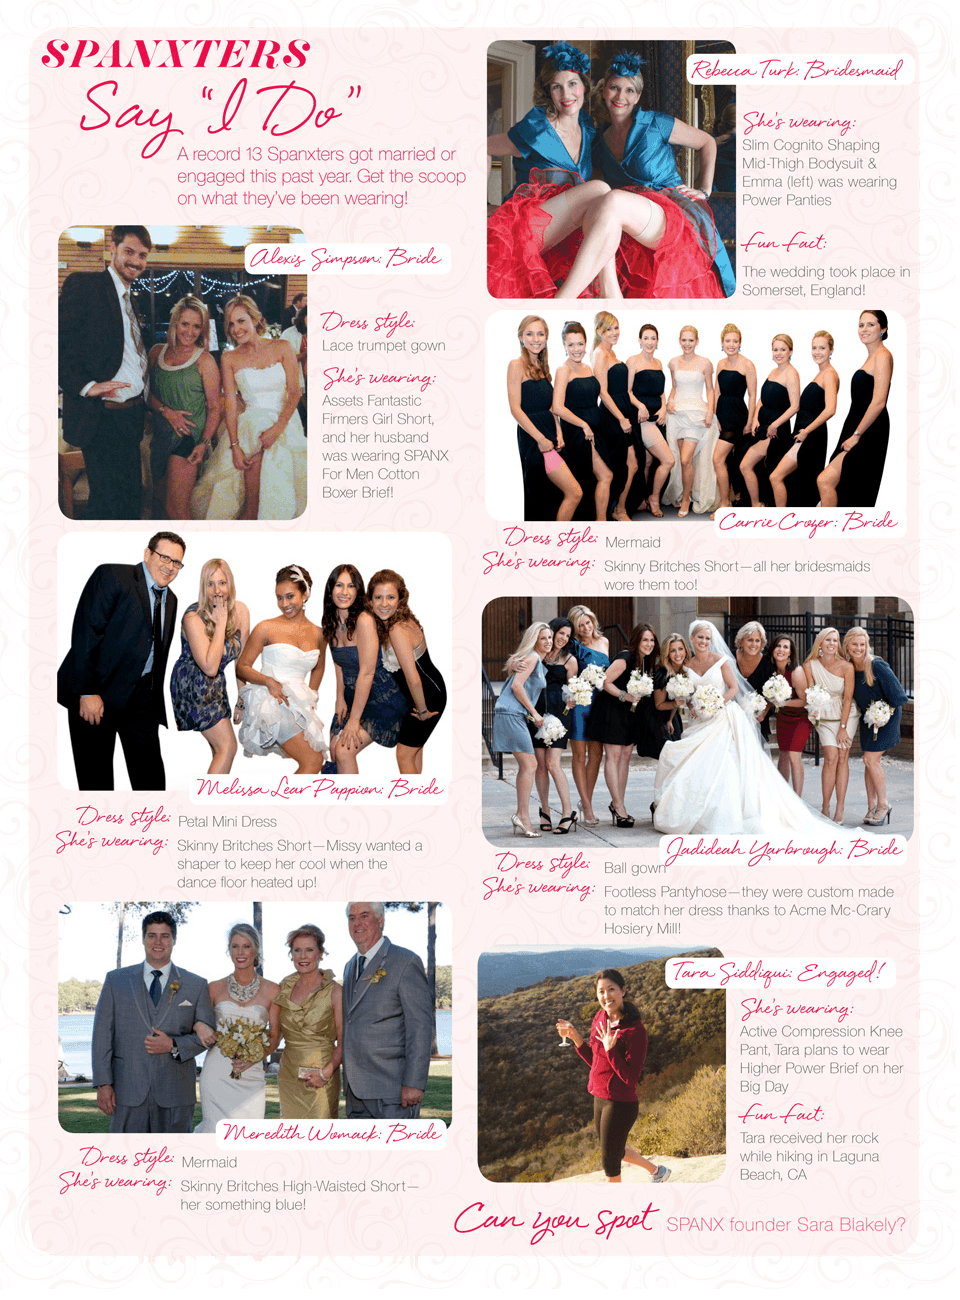 SPANXTERS
Say "I Do"
A record 13 Spanxters got married or
engaged this past year. Get the scoop
on what they've been wearing!
Rebecca Turk: Bridesmaid
She's wearing:
Slim Cognito Shaping
Mid-Thigh Bodysuit &
Emma (left) was wearing
Power Panties
Fun Fact:
The wedding took place in
Somerset, England!
Alexis Simpson: Bride
Dress style:
Lace trumpet gown
She's wearing:
Assets Fantastic
Firmers Girl Short,
and her husband
was wearing SPANX
For Men Cotton
Boxer Brief!
Carrie Crozer: Bride
Dress style: Mermaid
She's wearing: Skinny Britches Short—all her bridesmaids
wore them too!
Melissa Lear Pappion: Bride
Dress style: Petal Mini Dress
She's wearing: Skinny Britches Short—Missy wanted a
shaper to keep her cool when the
dance floor heated up!
Jadideah Yarbrough: Bride
Dress style: Ball gown
She's wearing: Footless Pantyhose—they were custom made
to match her dress thanks to Acme Mc-Crary
Hosiery Mill!
Meredith Womack: Bride
Dress style: Mermaid
She's wearing: Skinny Britches High-Waisted Short—
her something blue!
Tara Siddiqui: Engaged!
She's wearing:
Active Compression Knee
Pant, Tara plans to wear
Higher Power Brief on her
Big Day
Fun Fact:
Tara received her rock
while hiking in Laguna
Beach, CA
Can you spot SPANX founder Sara Blakely?